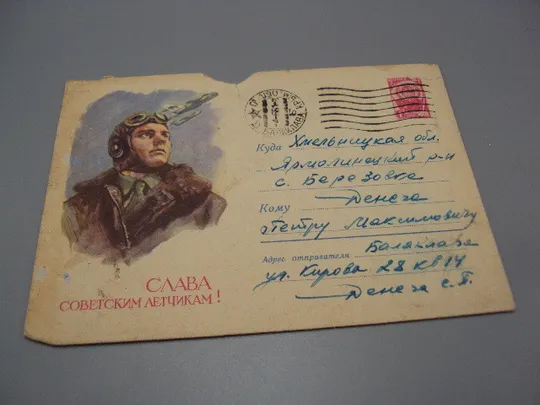 СЛАВА
СОВЕТСКИМ ЛЕТЧИКАМ!
БАЛАКЛАВА
Куда Хмельницкая обл.
Ярмолинецкий р-н
с. Березовка
Денега
Кому
Петру Максимовичу
Адрес отправителя Балаклава
ул. Кирова 28 кв 14
Денега С.П.